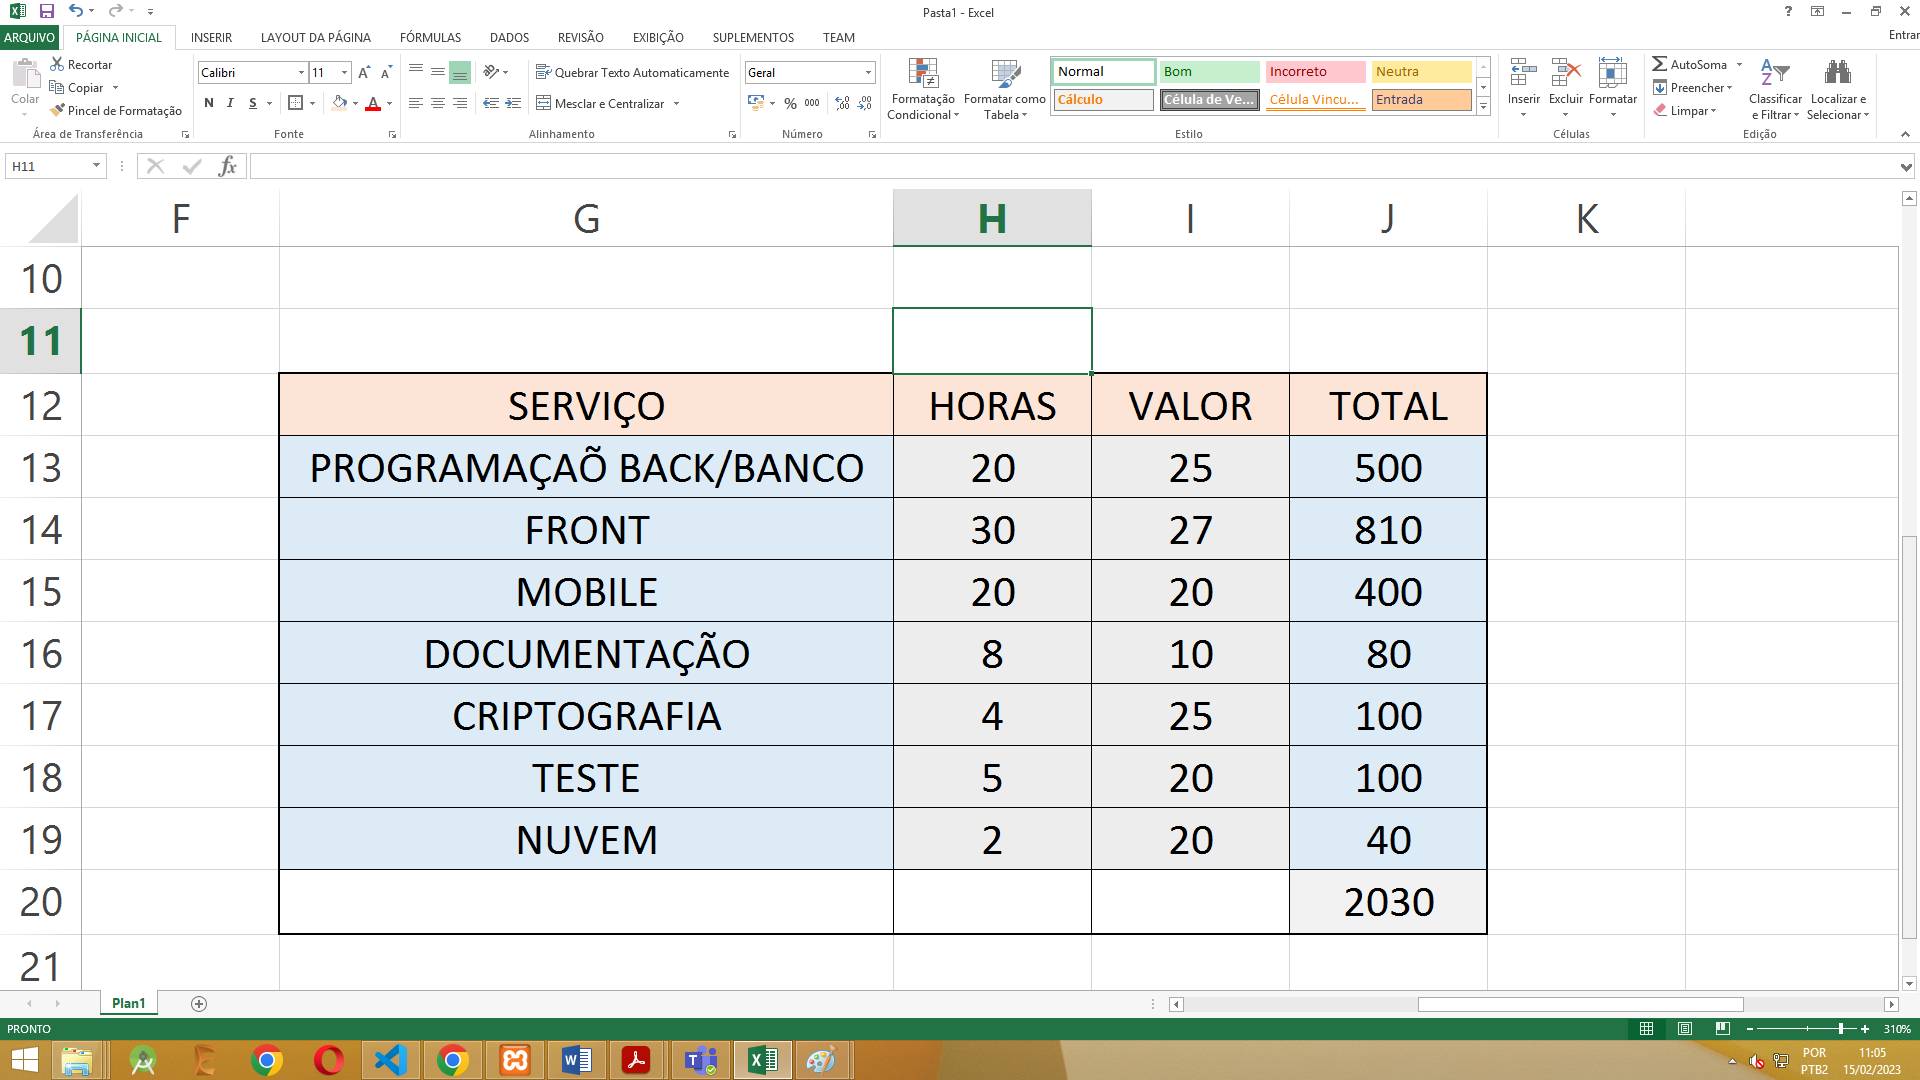 Pasta1 - Excel
ARQUIVO PÁGINA INICIAL INSERIR LAYOUT DA PÁGINA FÓRMULAS DADOS REVISÃO EXIBIÇÃO SUPLEMENTOS TEAM
Entrar
Colar
Recortar
Copiar
Pincel de Formatação
Área de Transferência
Calibri 11
N I S
Fonte
Quebrar Texto Automaticamente
Mesclar e Centralizar
Alinhamento
Geral
% 000
Número
Formatação Condicional
Formatar como Tabela
Normal Bom Incorreto Neutra
Cálculo Célula de Ve... Célula Vincu... Entrada
Estilo
Inserir Excluir Formatar
Células
AutoSoma
Preencher
Limpar
Classificar e Filtrar
Localizar e Selecionar
Edição
H11
fx
F G H I J K
10
11
12 SERVIÇO HORAS VALOR TOTAL
13 PROGRAMAÇAÕ BACK/BANCO 20 25 500
14 FRONT 30 27 810
15 MOBILE 20 20 400
16 DOCUMENTAÇÃO 8 10 80
17 CRIPTOGRAFIA 4 25 100
18 TESTE 5 20 100
19 NUVEM 2 20 40
20 2030
21
Plan1
PRONTO
310%
POR 11:05
PTB2 15/02/2023